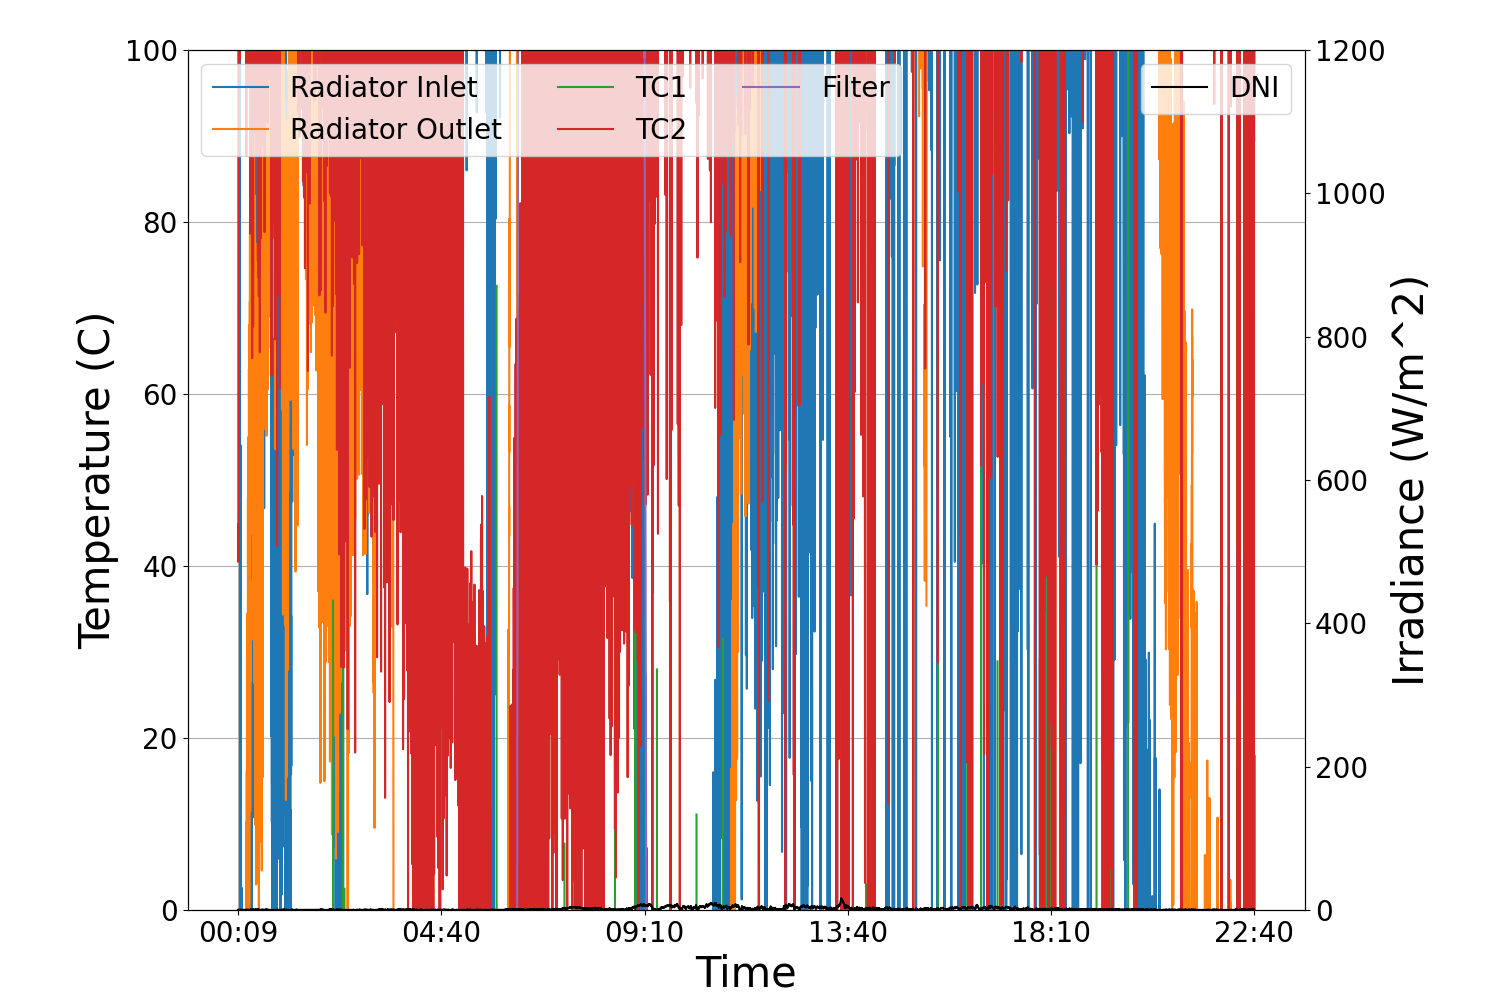 100
80
60
40
20
0
Temperature (C)
Radiator Inlet
Radiator Outlet
TC1
TC2
Filter
DNI
1200
1000
800
600
400
200
0
Irradiance (W/m^2)
00:09 04:40 09:10 13:40 18:10 22:40
Time